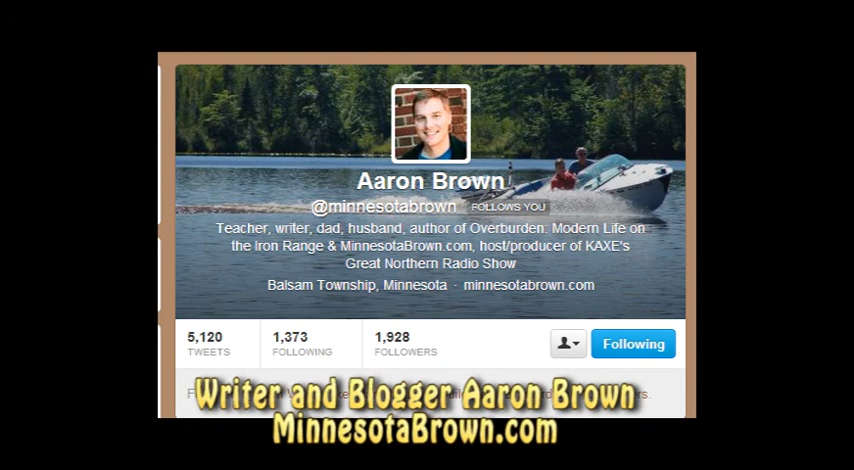 Aaron Brown
@minnesotabrown FOLLOWS YOU
Teacher, writer, dad, husband, author of Overburden: Modern Life on
the Iron Range & MinnesotaBrown.com, host/producer of KAXE's
Great Northern Radio Show
Balsam Township, Minnesota · minnesotabrown.com
5,120 1,373 1,928
TWEETS FOLLOWING FOLLOWERS
Following
Writer and Blogger Aaron Brown
MinnesotaBrown.com